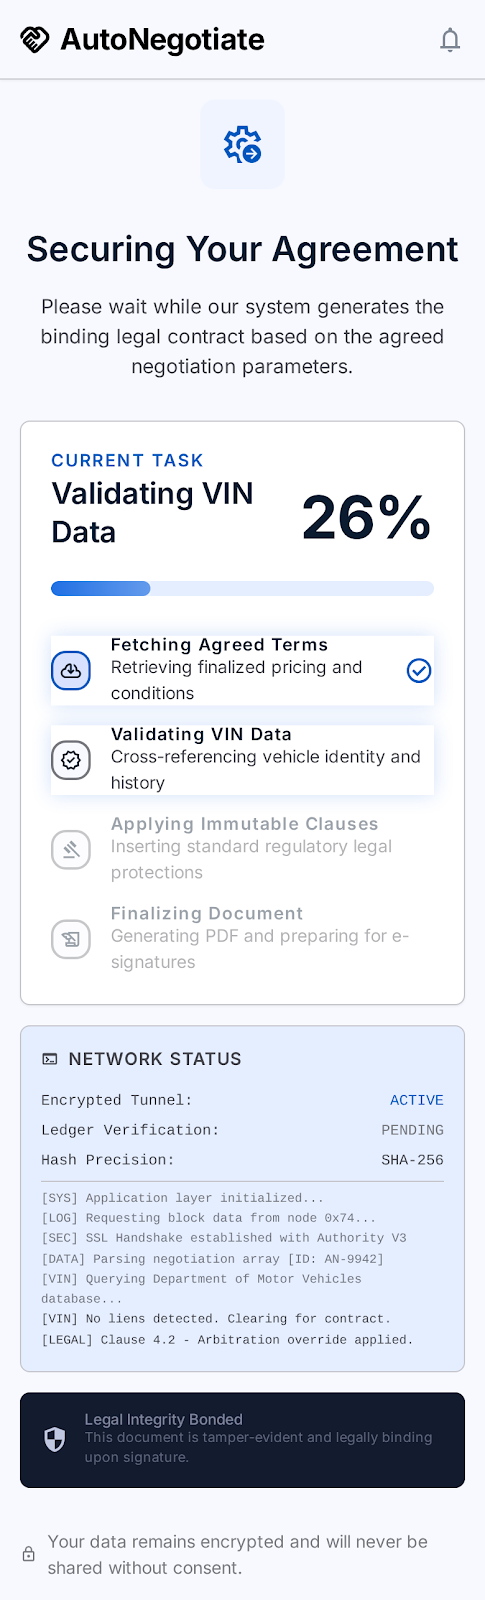 AutoNegotiate
Securing Your Agreement
Please wait while our system generates the
binding legal contract based on the agreed
negotiation parameters.
CURRENT TASK
Validating VIN
Data
26%
Fetching Agreed Terms
Retrieving finalized pricing and
conditions
Validating VIN Data
Cross-referencing vehicle identity and
history
Applying Immutable Clauses
Inserting standard regulatory legal
protections
Finalizing Document
Generating PDF and preparing for e-
signatures
NETWORK STATUS
Encrypted Tunnel: ACTIVE
Ledger Verification: PENDING
Hash Precision: SHA-256
[SYS] Application layer initialized...
[LOG] Requesting block data from node 0x74...
[SEC] SSL Handshake established with Authority V3
[DATA] Parsing negotiation array [ID: AN-9942]
[VIN] Querying Department of Motor Vehicles
database...
[VIN] No liens detected. Clearing for contract.
[LEGAL] Clause 4.2 - Arbitration override applied.
Legal Integrity Bonded
This document is tamper-evident and legally binding
upon signature.
Your data remains encrypted and will never be
shared without consent.